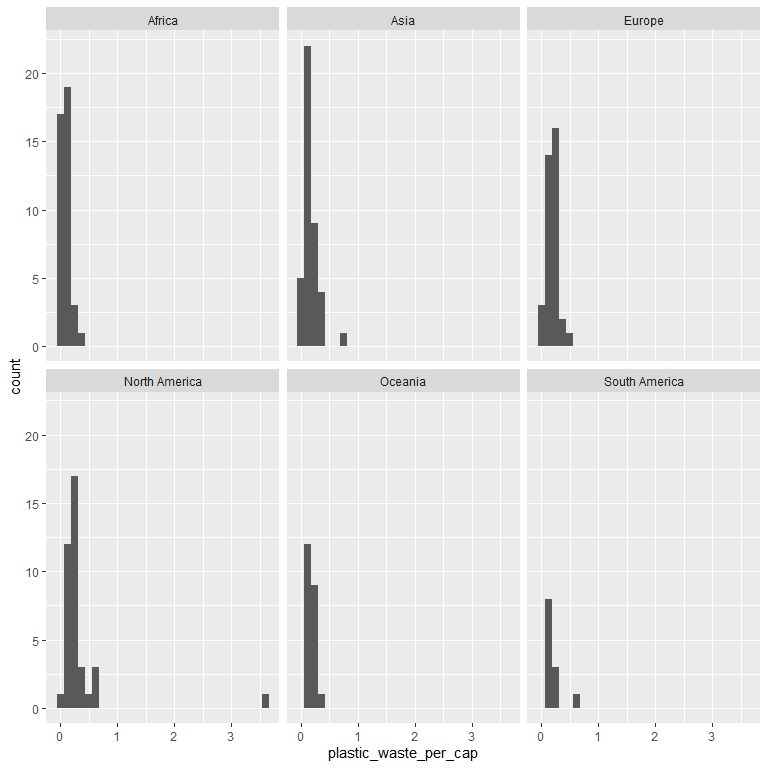 Africa Asia Europe
20
15
10
5
0
count
North America Oceania South America
20
15
10
5
0
0 1 2 3 0 1 2 3 0 1 2 3
plastic_waste_per_cap